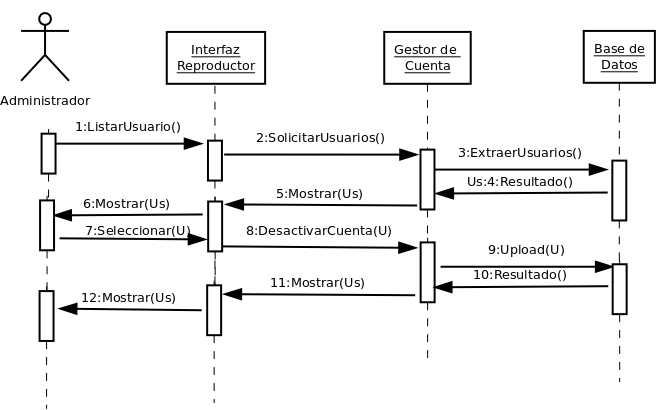 Interfaz
Reproductor
Gestor de
Cuenta
Base de
Datos
Administrador
1:ListarUsuario()
2:SolicitarUsuarios()
3:ExtraerUsuarios()
Us:4:Resultado()
5:Mostrar(Us)
6:Mostrar(Us)
7:Seleccionar(U)
8:DesactivarCuenta(U)
9:Upload(U)
10:Resultado()
11:Mostrar(Us)
12:Mostrar(Us)